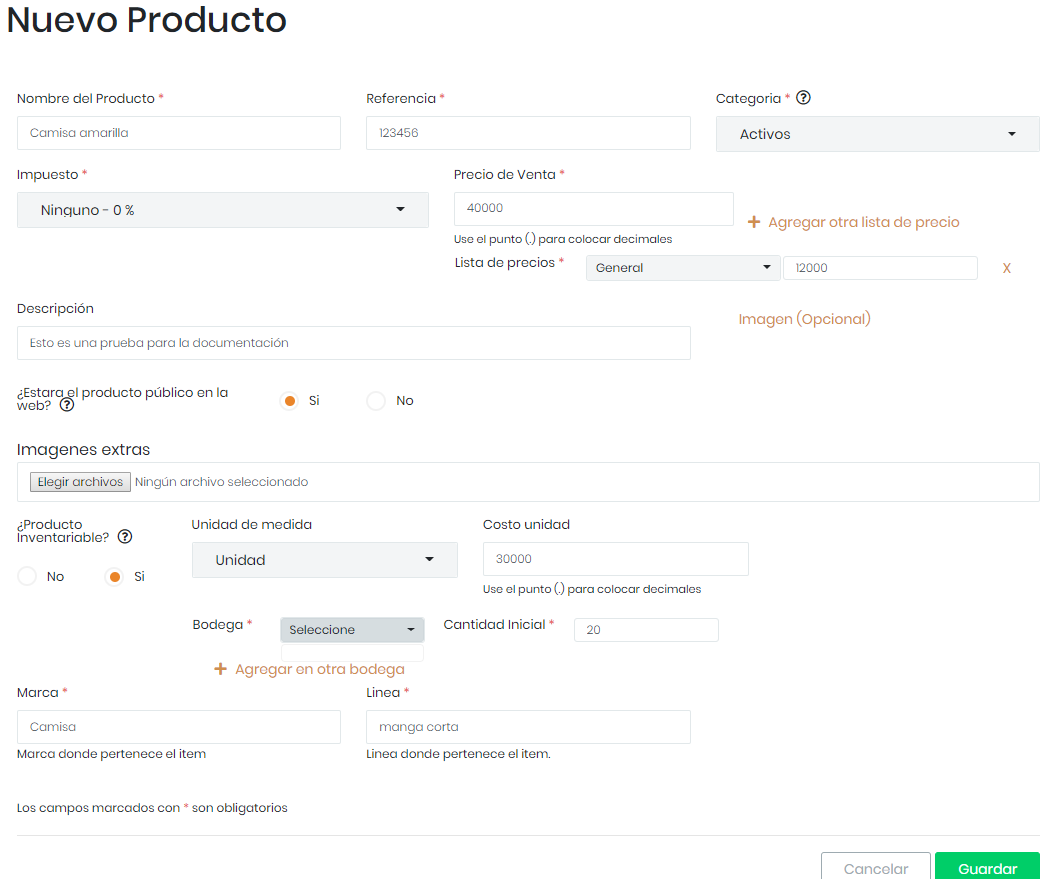 Nuevo Producto
Nombre del Producto * Referencia * Categoria * ?
Camisa amarilla 123456 Activos
Impuesto * Precio de Venta *
Ninguno - 0 % 40000 + Agregar otra lista de precio
Use el punto (.) para colocar decimales
Lista de precios * General 12000 X
Descripción Imagen (Opcional)
Esto es una prueba para la documentación
¿Estara el producto público en la
web? ? Si No
Imagenes extras
Elegir archivos Ningún archivo seleccionado
¿Producto Unidad de medida Costo unidad
Inventariable? ?
Unidad 30000
No Si Use el punto (.) para colocar decimales
Bodega * Seleccione Cantidad Inicial * 20
+ Agregar en otra bodega
Marca * Linea *
Camisa manga corta
Marca donde pertenece el item Linea donde pertenece el item.
Los campos marcados con * son obligatorios
Cancelar Guardar